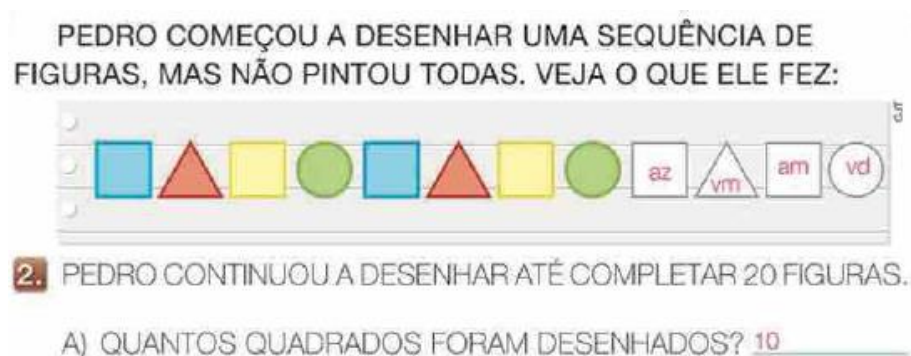 PEDRO COMEÇOU A DESENHAR UMA SEQUÊNCIA DE
FIGURAS, MAS NÃO PINTOU TODAS. VEJA O QUE ELE FEZ:
az vm am vd
2. PEDRO CONTINUOU A DESENHAR ATÉ COMPLETAR 20 FIGURAS.
A) QUANTOS QUADRADOS FORAM DESENHADOS? 10